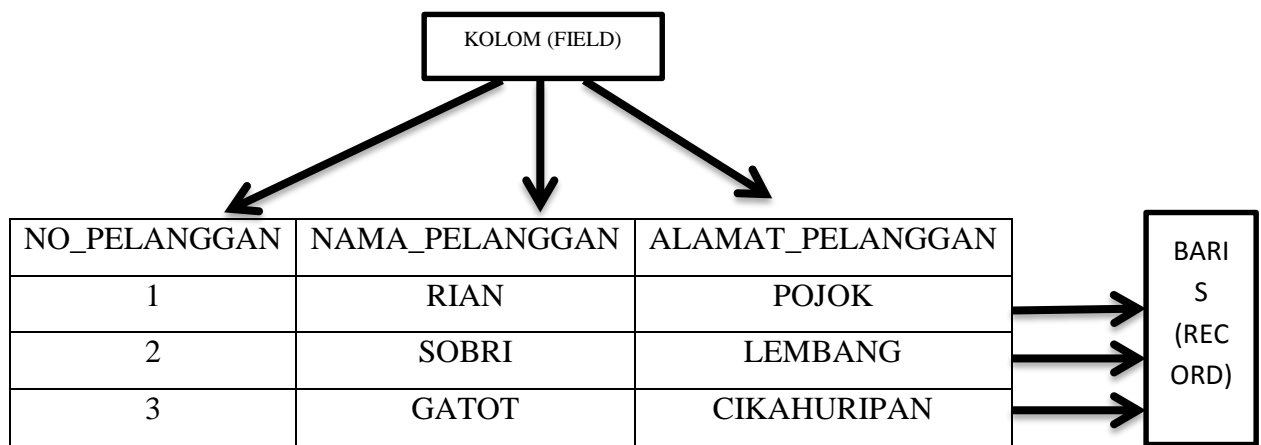 KOLOM (FIELD)
NO_PELANGGAN NAMA_PELANGGAN ALAMAT_PELANGGAN
1 RIAN POJOK
2 SOBRI LEMBANG
3 GATOT CIKAHURIPAN
BARI
S
(REC
ORD)